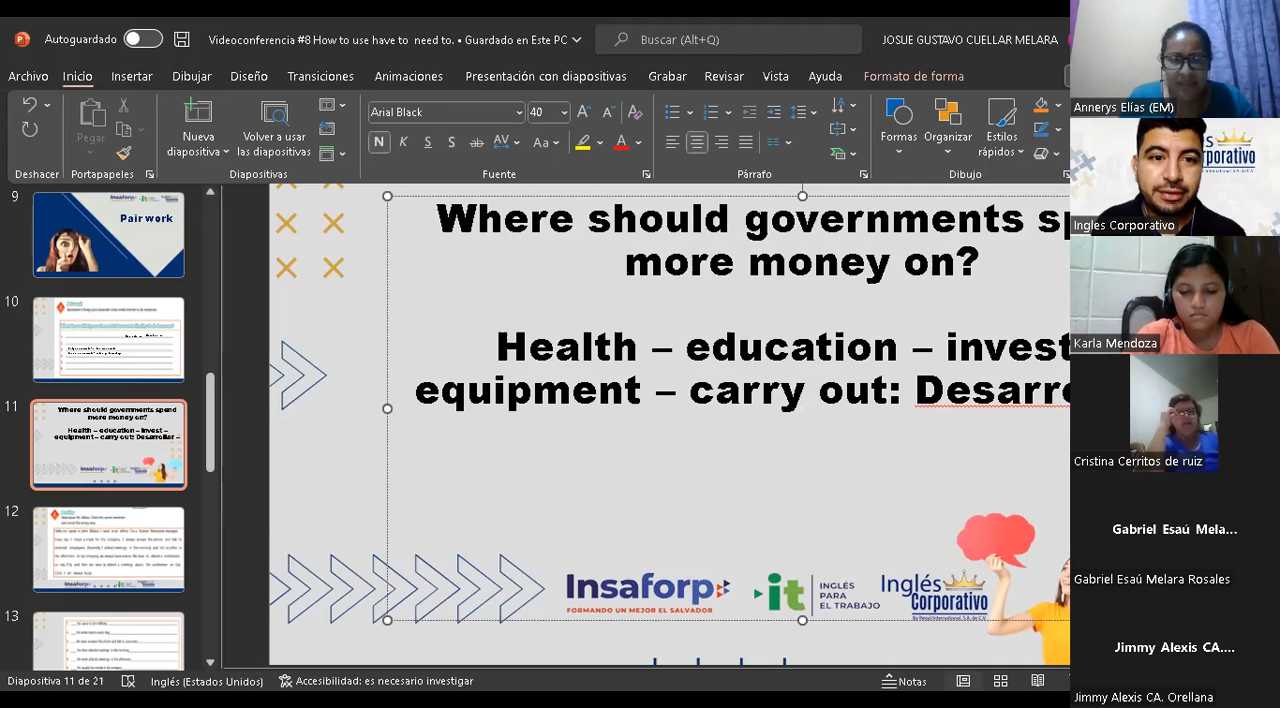 Autoguardado
Videoconferencia #8 How to use have to need to. • Guardado en Este PC
Buscar (Alt+Q)
JOSUE GUSTAVO CUELLAR MELARA
Archivo Inicio Insertar Dibujar Diseño Transiciones Animaciones Presentación con diapositivas Grabar Revisar Vista Ayuda Formato de forma
Pegar
Nueva diapositiva
Volver a usar las diapositivas
Arial Black 40
N K S S ab AV Aa A
Formas Organizar Estilos rápidos
Deshacer Portapapeles Diapositivas Fuente Párrafo Dibujo
9
Pair work
10
11
Where should governments spend
more money on?
Health – education – invest –
equipment – carry out: Desarrollar –
12
13
Where should governments sp
more money on?
Health – education – invest
equipment – carry out: Desarro
Insaforp
FORMANDO UN MEJOR EL SALVADOR
it
INGLÉS
PARA
EL TRABAJO
Inglés
Corporativo
Annerys Elías (EM)
Ingles Corporativo
Karla Mendoza
Cristina Cerritos de ruiz
Gabriel Esaú Mela...
Gabriel Esaú Melara Rosales
Jimmy Alexis CA....
Jimmy Alexis CA. Orellana
Diapositiva 11 de 21
Inglés (Estados Unidos)
Accesibilidad: es necesario investigar
Notas